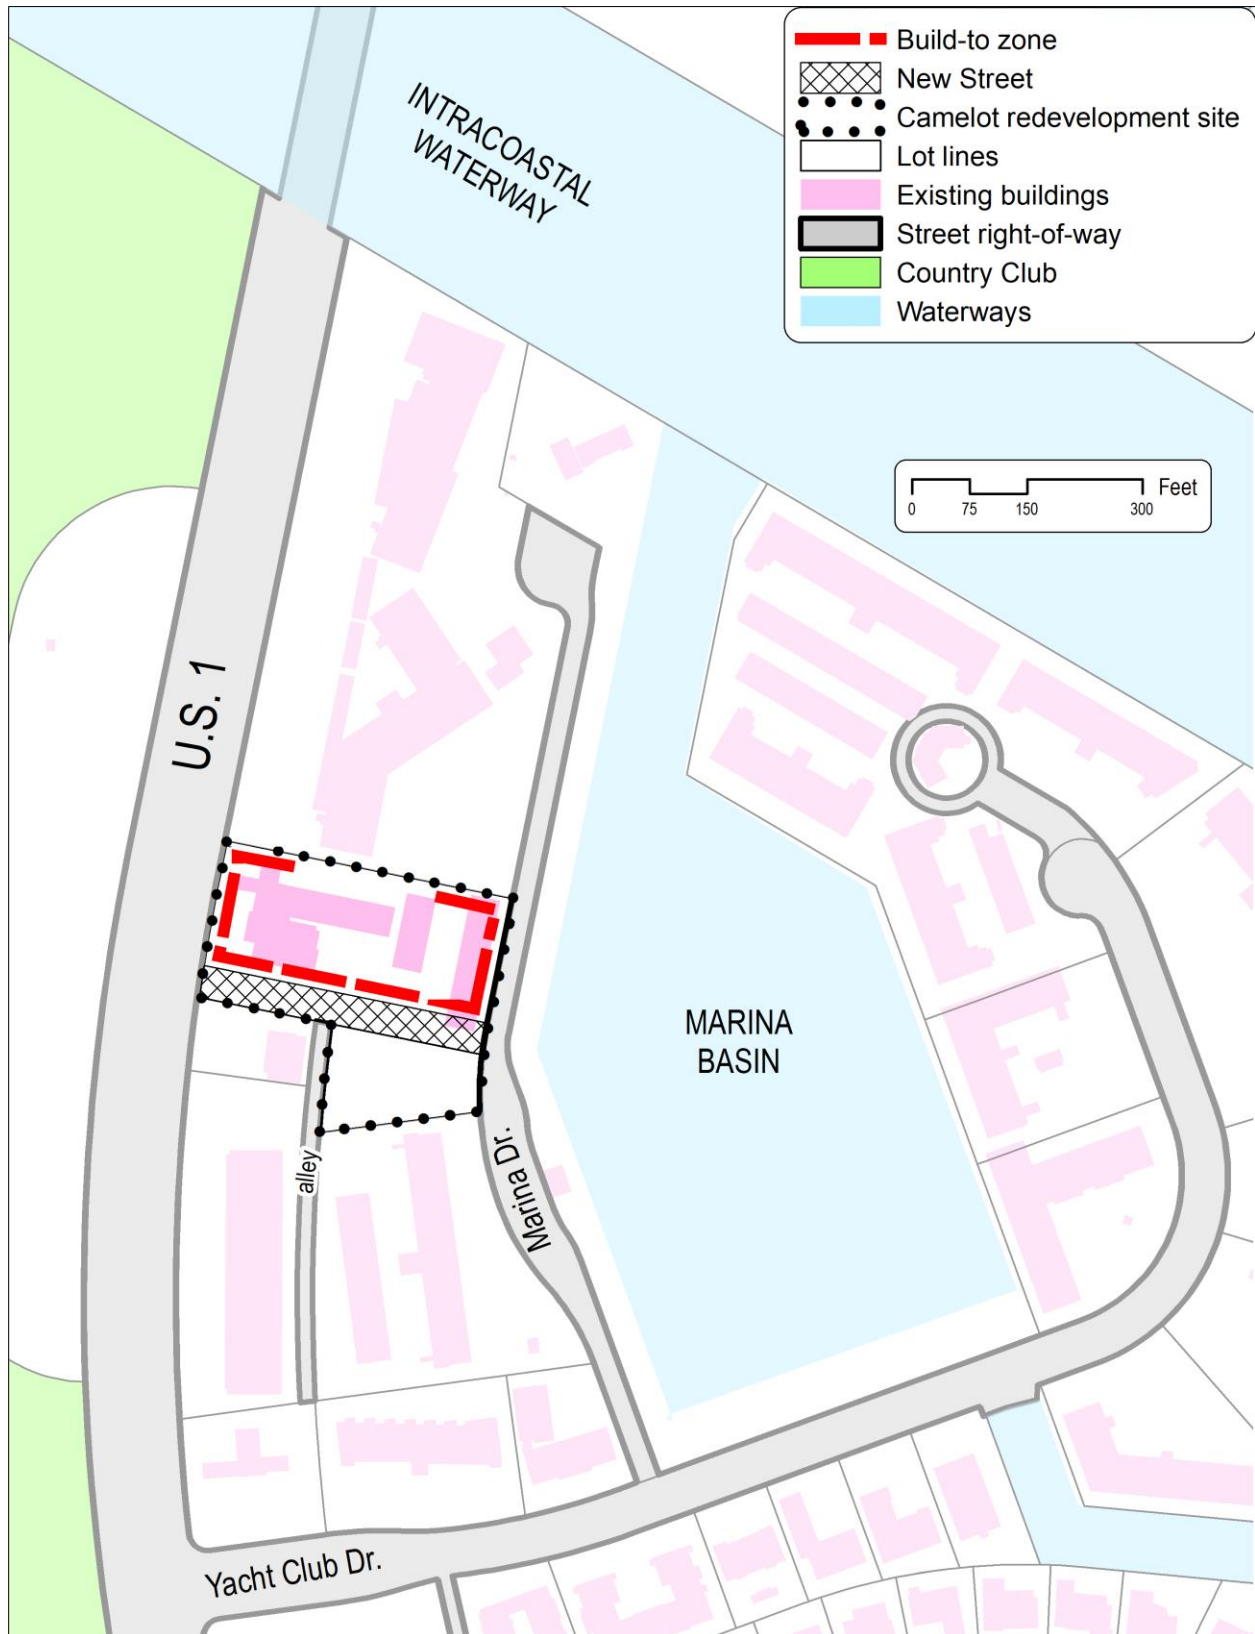 Build-to zone
New Street
Camelot redevelopment site
Lot lines
Existing buildings
Street right-of-way
Country Club
Waterways
INTRACOASTAL
WATERWAY
Feet
0 75 150 300
U.S. 1
MARINA
BASIN
alley
Marina Dr.
Yacht Club Dr.